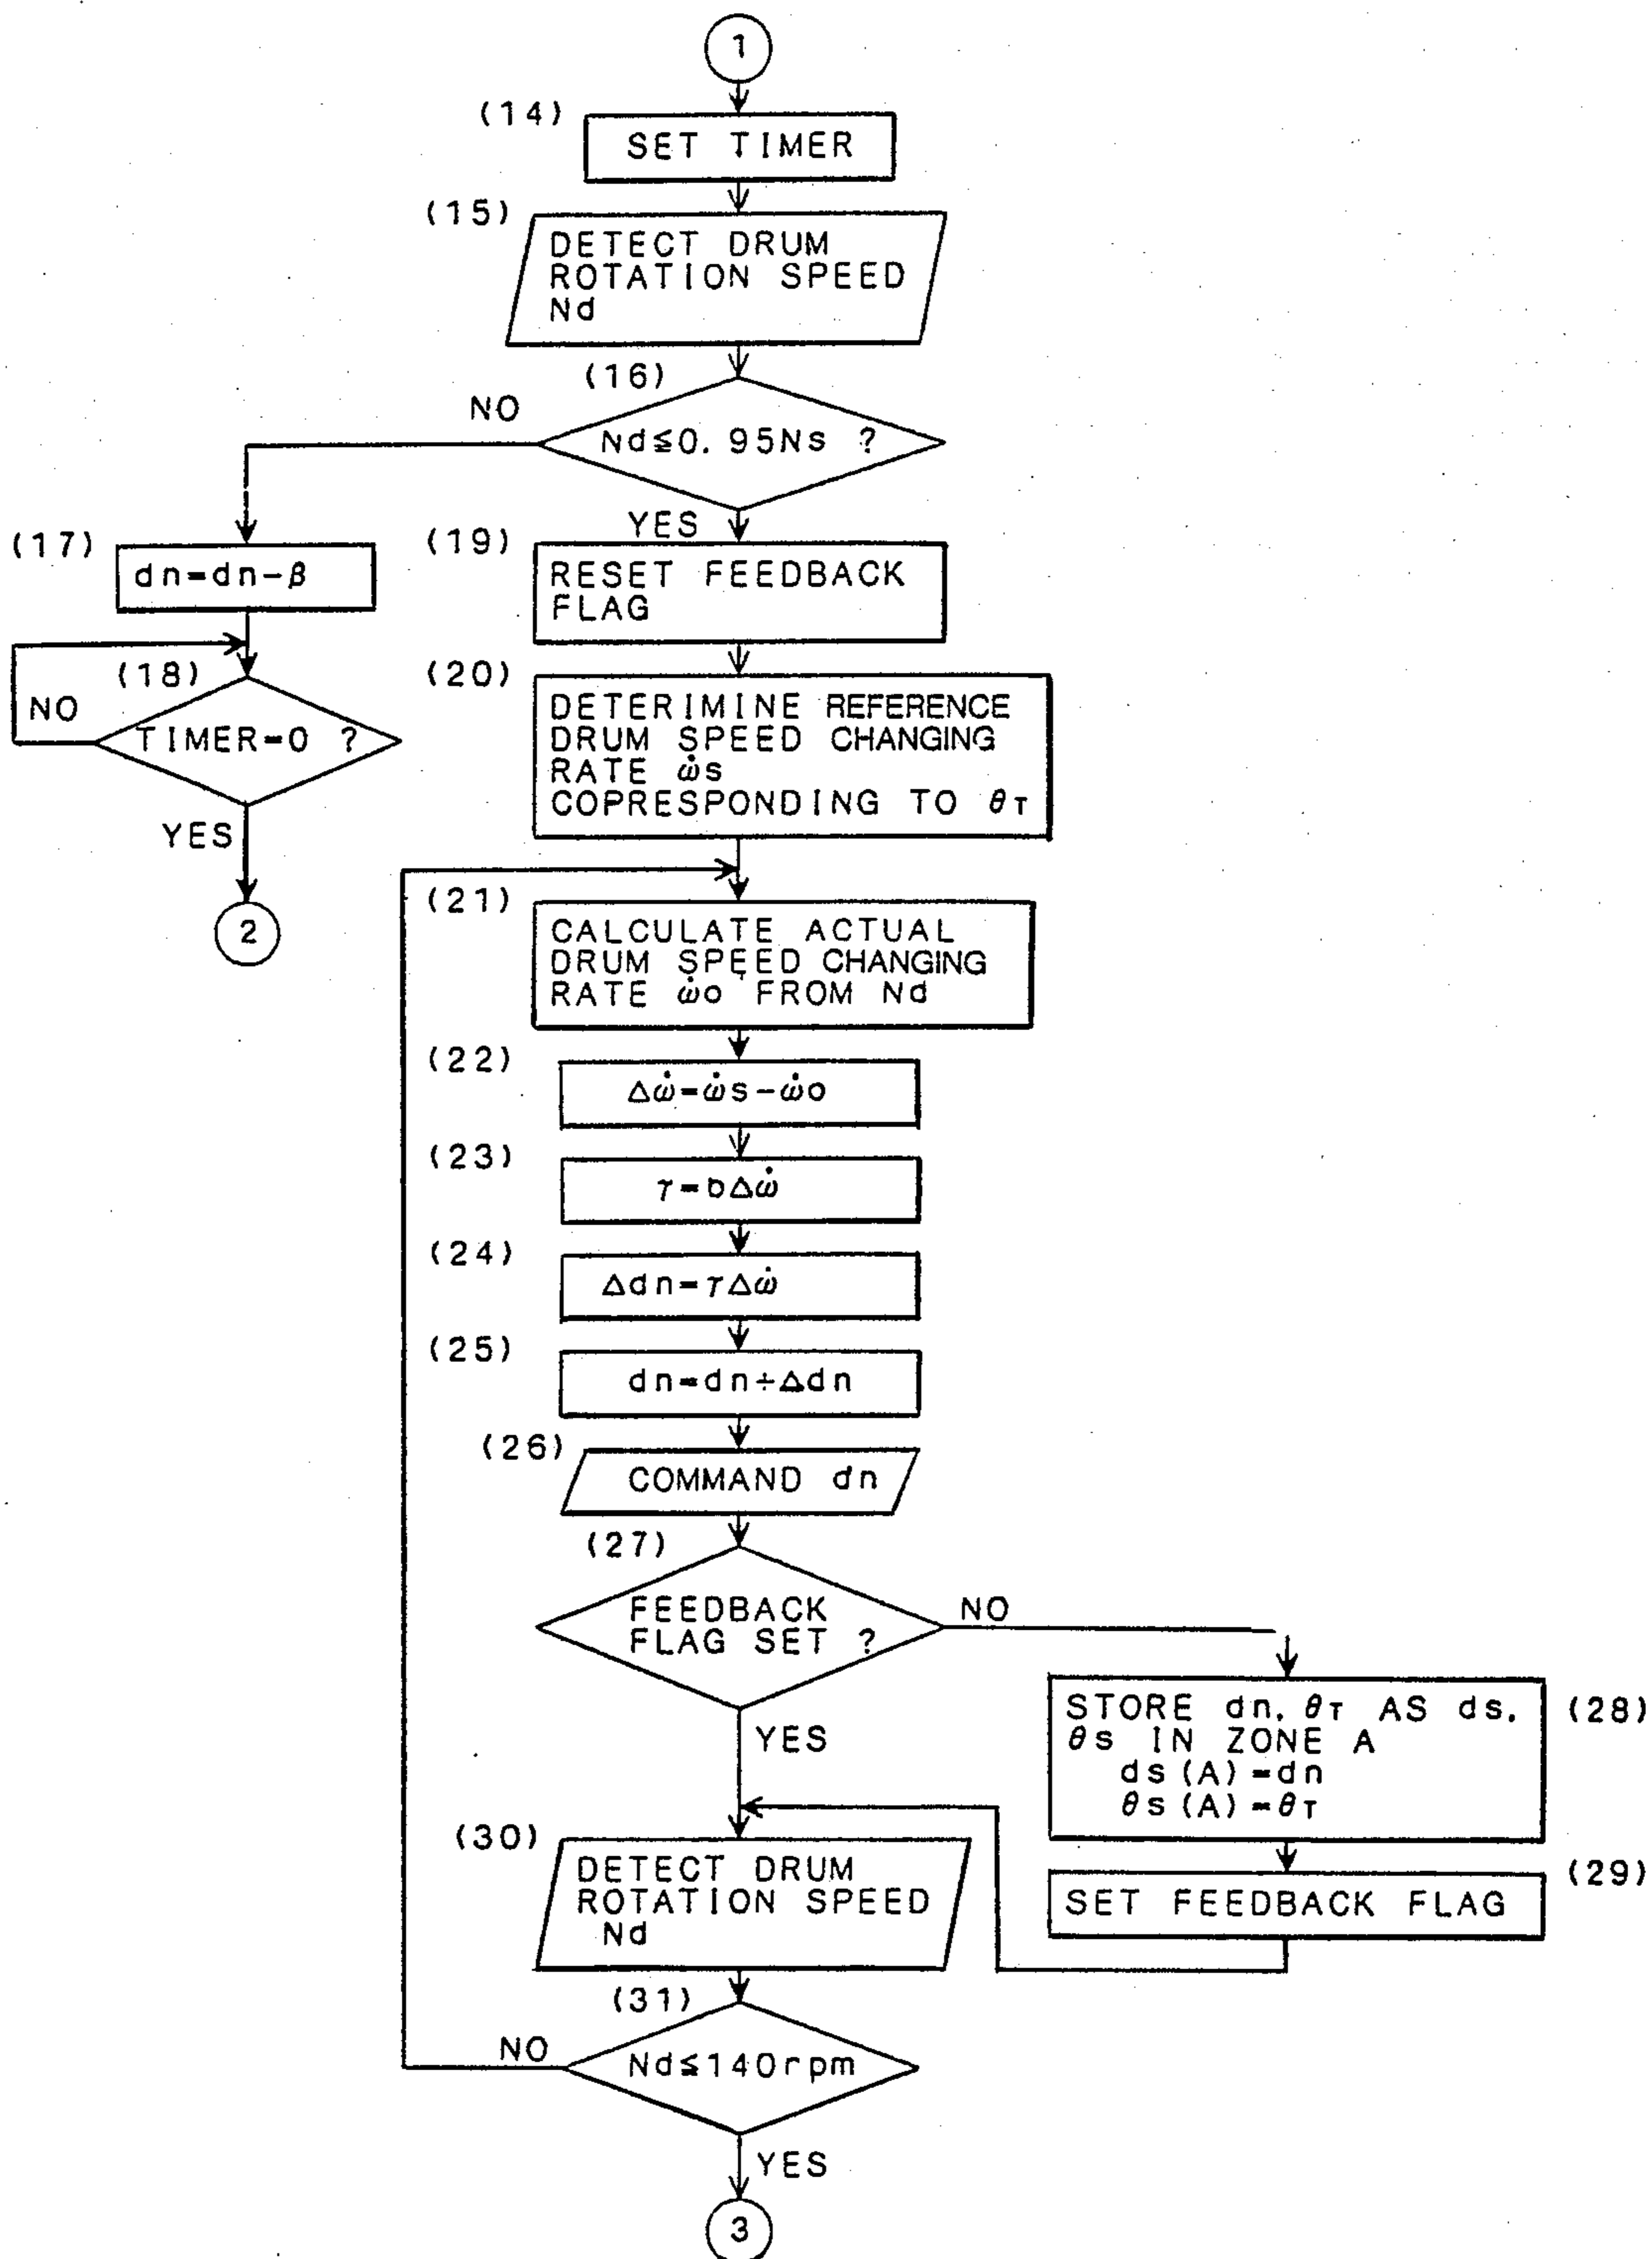 1
(14)
SET TIMER
(15)
DETECT DRUM
ROTATION SPEED
Nd
(16)
NO
Nd≦0.95Ns ?
YES
(17)
dn=dn-β
(18)
NO
TIMER=0 ?
YES
2
(19)
RESET FEEDBACK
FLAG
(20)
DETERIMINE REFERENCE
DRUM SPEED CHANGING
RATE ω̇s
COPRESPONDING TO θT
(21)
CALCULATE ACTUAL
DRUM SPEED CHANGING
RATE ω̇o FROM Nd
(22)
Δω̇=ω̇s-ω̇o
(23)
γ=bΔω̇
(24)
Δdn=γΔω̇
(25)
dn=dn+Δdn
(26)
COMMAND dn
(27)
FEEDBACK
FLAG SET ?
NO
YES
STORE dn, θT AS ds,
θs IN ZONE A
ds(A)=dn
θs(A)=θT
(28)
SET FEEDBACK FLAG
(29)
(30)
DETECT DRUM
ROTATION SPEED
Nd
(31)
NO
Nd≦140rpm
YES
3